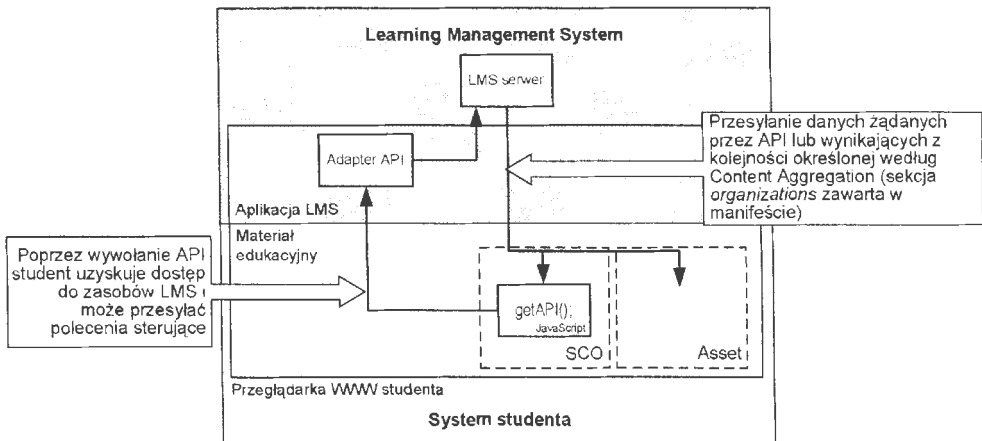 Learning Management System
LMS serwer
Przesyłanie danych żądanych
przez API lub wynikających z
kolejności określonej według
Content Aggregation (sekcja
organizations zawarta w
manifeście)
Adapter API
Aplikacja LMS
Materiał
edukacyjny
Poprzez wywołanie API
student uzyskuje dostęp
do zasobów LMS i
może przesyłać
polecenia sterujące
getAPI();
JavaScript
SCO
Asset
Przeglądarka WWW studenta
System studenta